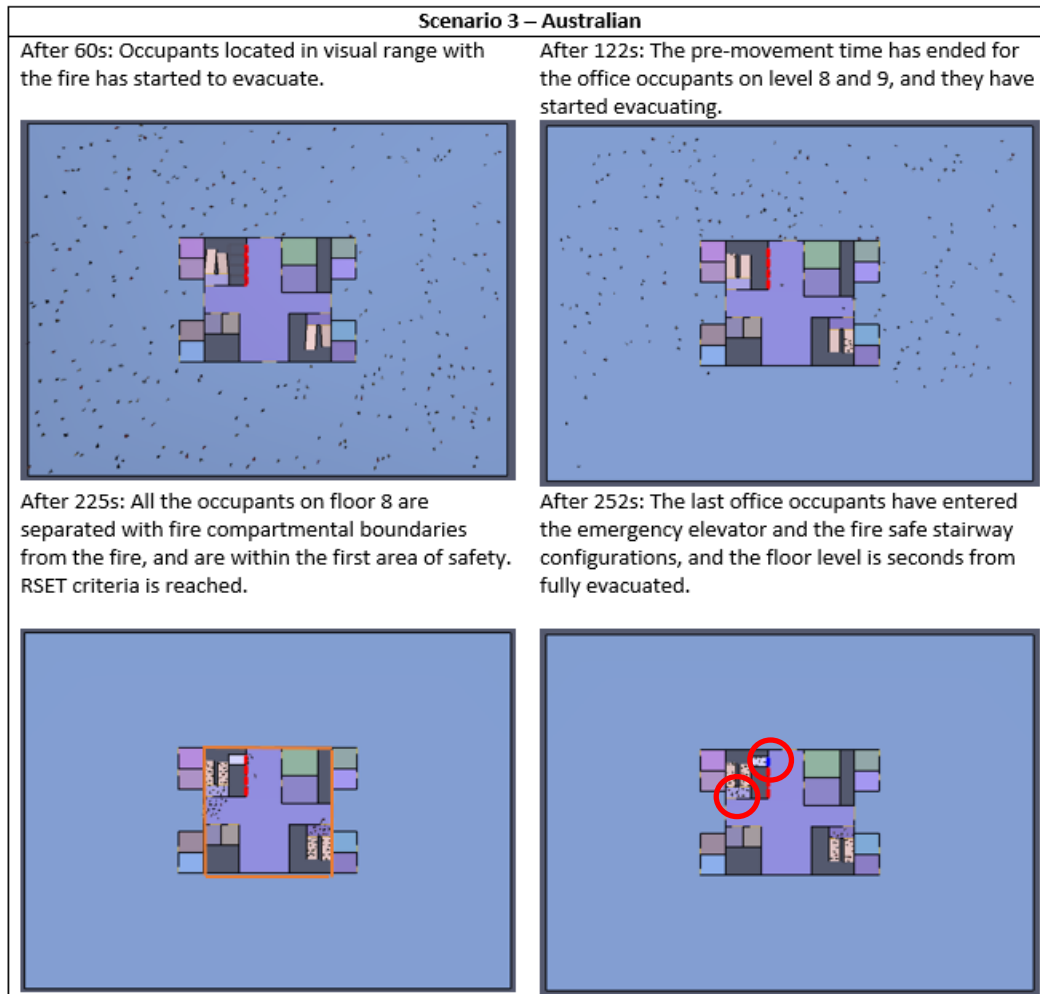 Scenario 3 – Australian
After 60s: Occupants located in visual range with
the fire has started to evacuate.
After 122s: The pre-movement time has ended for
the office occupants on level 8 and 9, and they have
started evacuating.
After 225s: All the occupants on floor 8 are
separated with fire compartmental boundaries
from the fire, and are within the first area of safety.
RSET criteria is reached.
After 252s: The last office occupants have entered
the emergency elevator and the fire safe stairway
configurations, and the floor level is seconds from
fully evacuated.